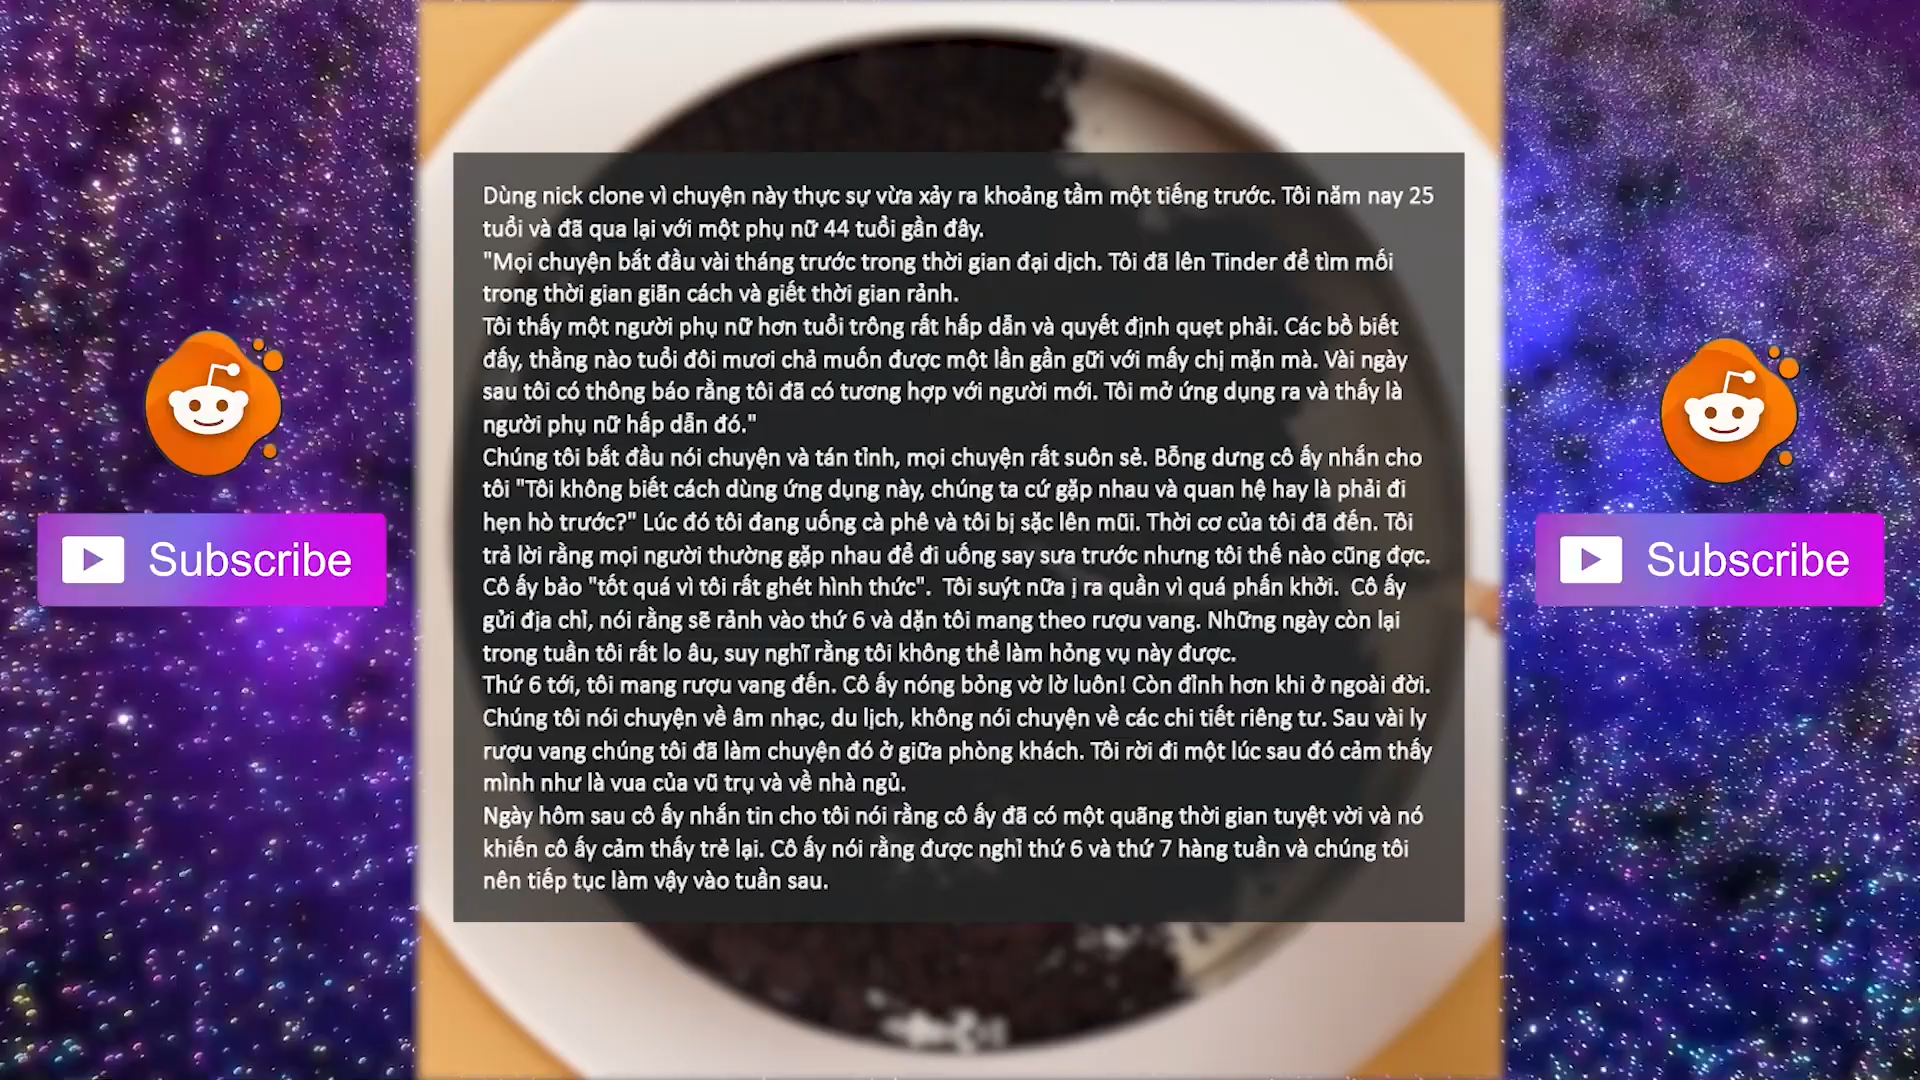 Dùng nick clone vì chuyện này thực sự vừa xảy ra khoảng tầm một tiếng trước. Tôi năm nay 25
tuổi và đã qua lại với một phụ nữ 44 tuổi gần đây.
"Mọi chuyện bắt đầu vài tháng trước trong thời gian đại dịch. Tôi đã lên Tinder để tìm mối
trong thời gian giãn cách và giết thời gian rảnh.
Tôi thấy một người phụ nữ hơn tuổi trông rất hấp dẫn và quyết định quẹt phải. Các bồ biết
đấy, thằng nào tuổi đôi mươi chả muốn được một lần gần gữi với mấy chị mặn mà. Vài ngày
sau tôi có thông báo rằng tôi đã có tương hợp với người mới. Tôi mở ứng dụng ra và thấy là
người phụ nữ hấp dẫn đó."
Chúng tôi bắt đầu nói chuyện và tán tỉnh, mọi chuyện rất suôn sẻ. Bỗng dưng cô ấy nhắn cho
tôi "Tôi không biết cách dùng ứng dụng này, chúng ta cứ gặp nhau và quan hệ hay là phải đi
hẹn hò trước?" Lúc đó tôi đang uống cà phê và tôi bị sặc lên mũi. Thời cơ của tôi đã đến. Tôi
trả lời rằng mọi người thường gặp nhau để đi uống say sưa trước nhưng tôi thế nào cũng đợc.
Cô ấy bảo "tốt quá vì tôi rất ghét hình thức". Tôi suýt nữa ị ra quần vì quá phấn khởi. Cô ấy
gửi địa chỉ, nói rằng sẽ rảnh vào thứ 6 và dặn tôi mang theo rượu vang. Những ngày còn lại
trong tuần tôi rất lo âu, suy nghĩ rằng tôi không thể làm hỏng vụ này được.
Thứ 6 tới, tôi mang rượu vang đến. Cô ấy nóng bỏng vờ lờ luôn! Còn đỉnh hơn khi ở ngoài đời.
Chúng tôi nói chuyện về âm nhạc, du lịch, không nói chuyện về các chi tiết riêng tư. Sau vài ly
rượu vang chúng tôi đã làm chuyện đó ở giữa phòng khách. Tôi rời đi một lúc sau đó cảm thấy
mình như là vua của vũ trụ và về nhà ngủ.
Ngày hôm sau cô ấy nhắn tin cho tôi nói rằng cô ấy đã có một quãng thời gian tuyệt vời và nó
khiến cô ấy cảm thấy trẻ lại. Cô ấy nói rằng được nghỉ thứ 6 và thứ 7 hàng tuần và chúng tôi
nên tiếp tục làm vậy vào tuần sau.
Subscribe
Subscribe